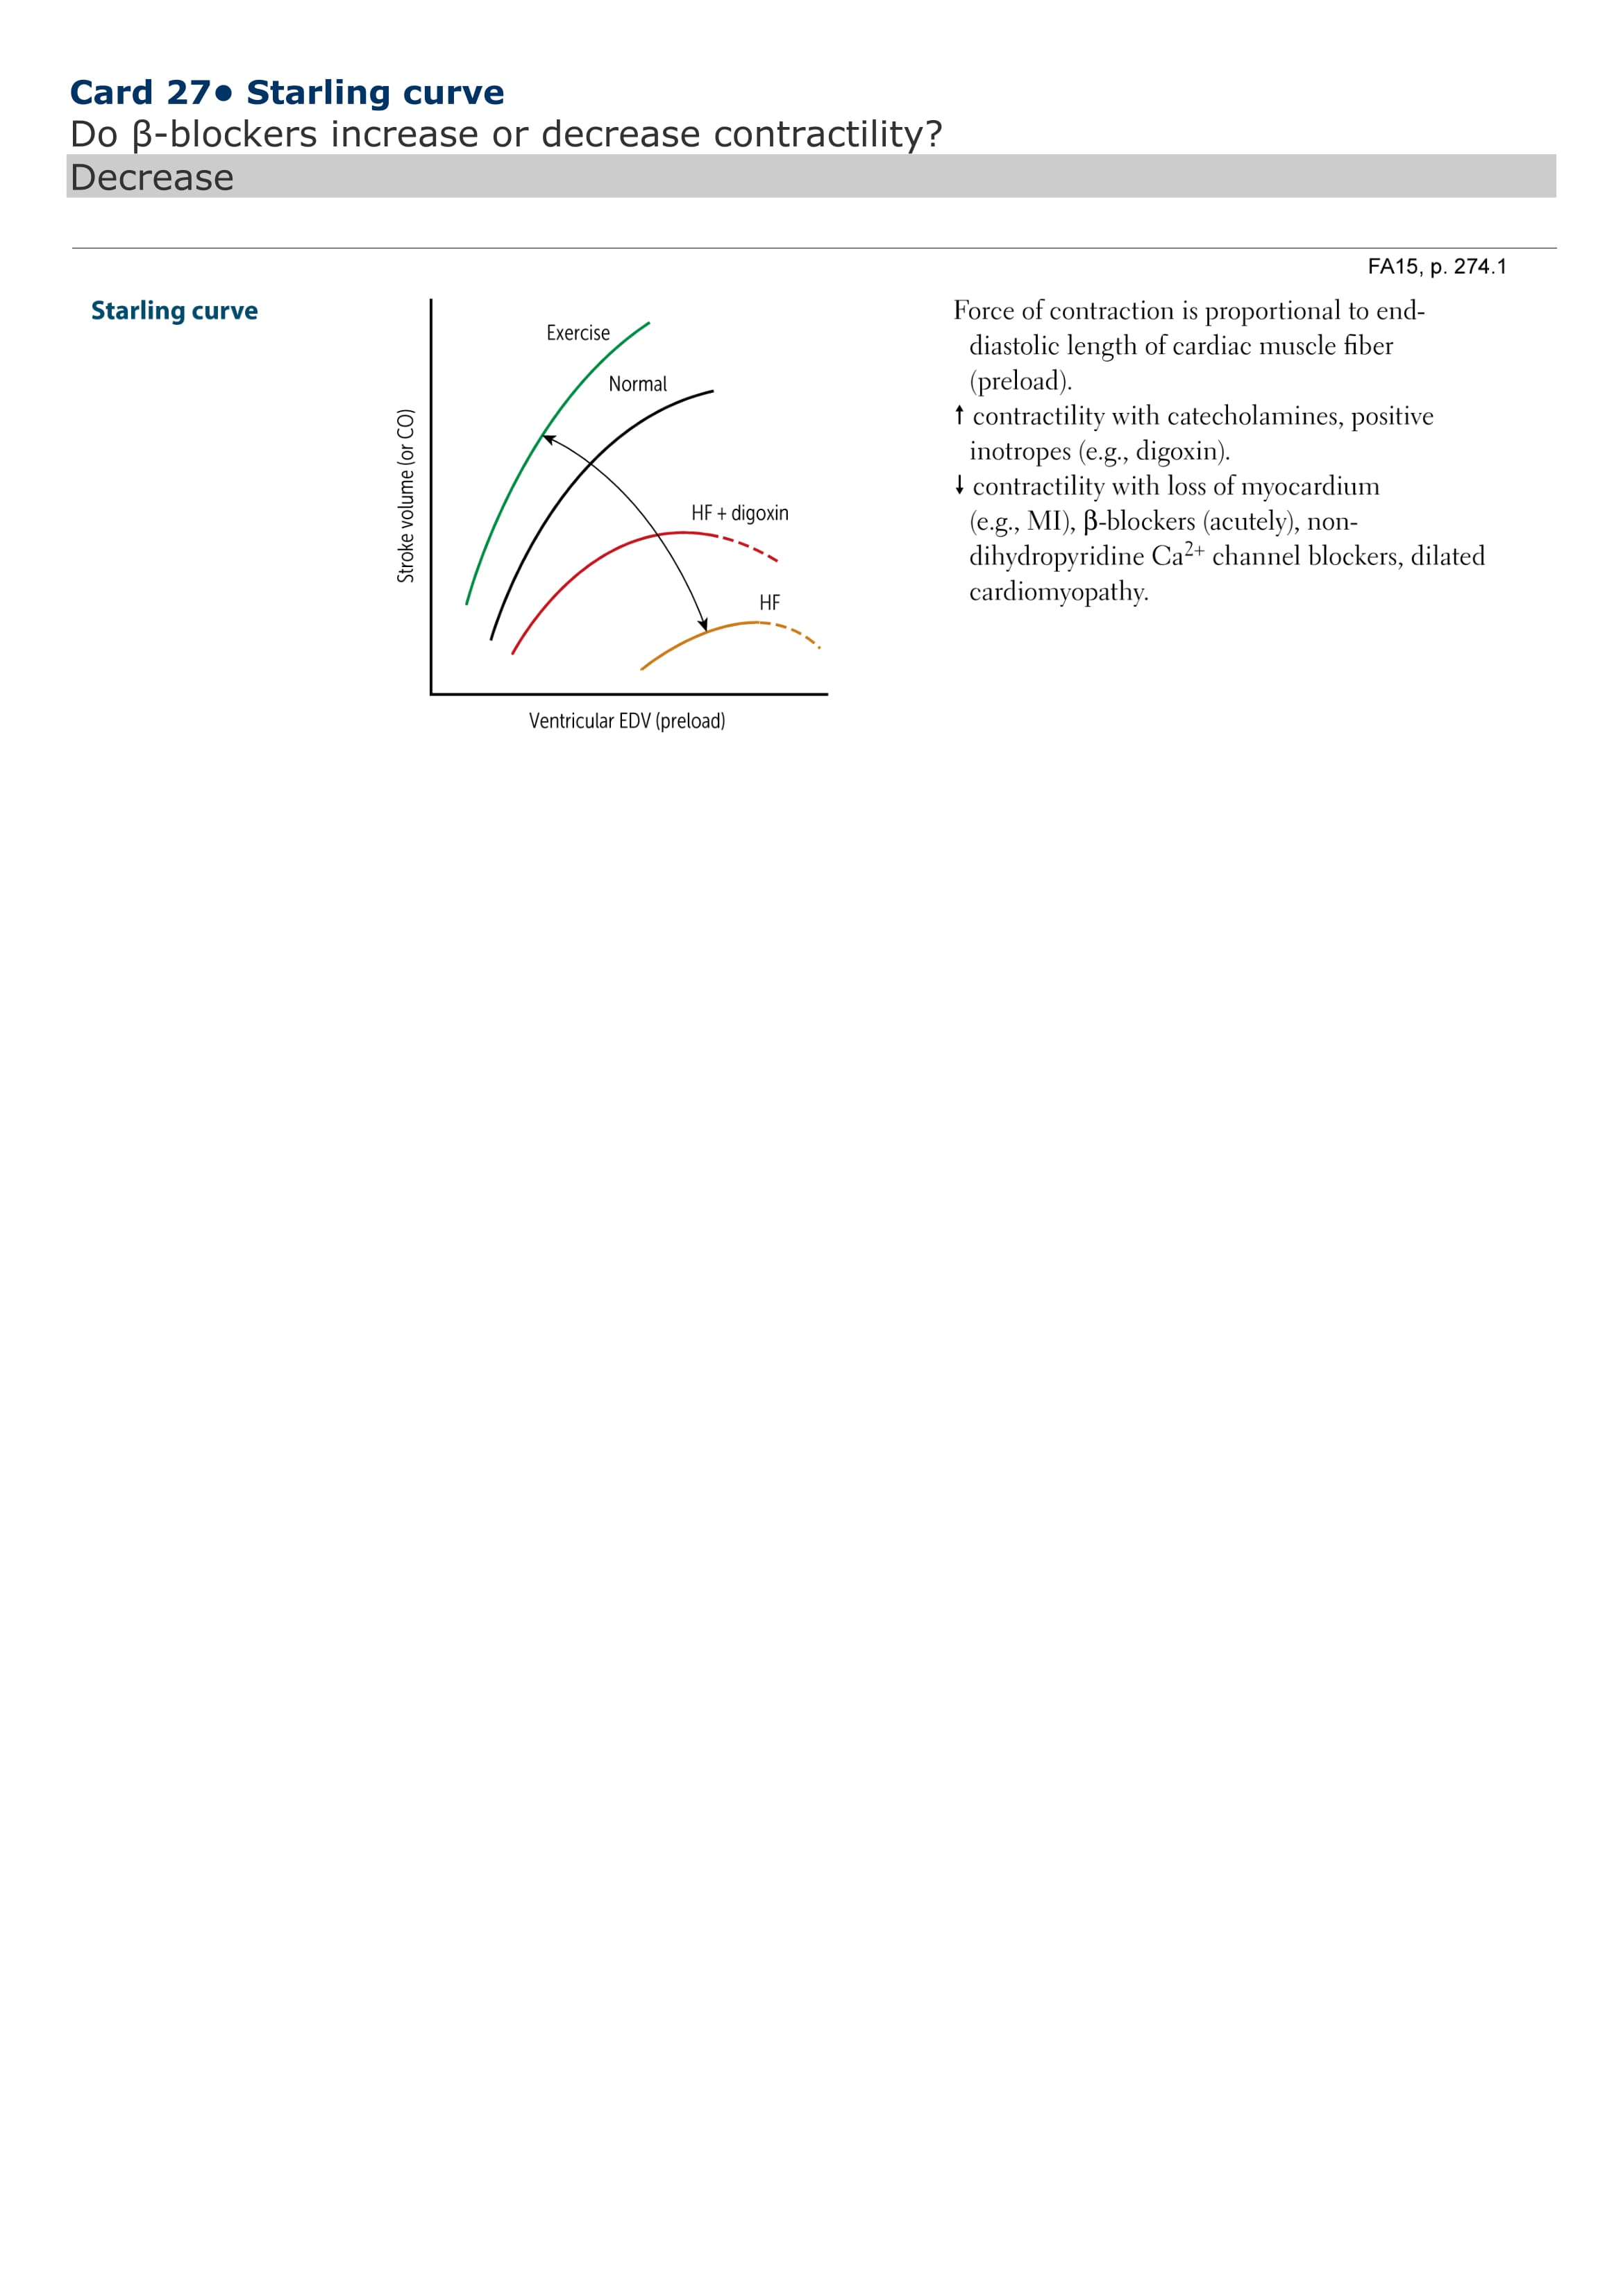 Card 27• Starling curve
Do β-blockers increase or decrease contractility?
Decrease
FA15, p. 274.1
Starling curve
Exercise
Normal
HF + digoxin
HF
Stroke volume (or CO)
Ventricular EDV (preload)
Force of contraction is proportional to end-
diastolic length of cardiac muscle fiber
(preload).
↑ contractility with catecholamines, positive
inotropes (e.g., digoxin).
↓ contractility with loss of myocardium
(e.g., MI), β-blockers (acutely), non-
dihydropyridine Ca²⁺ channel blockers, dilated
cardiomyopathy.